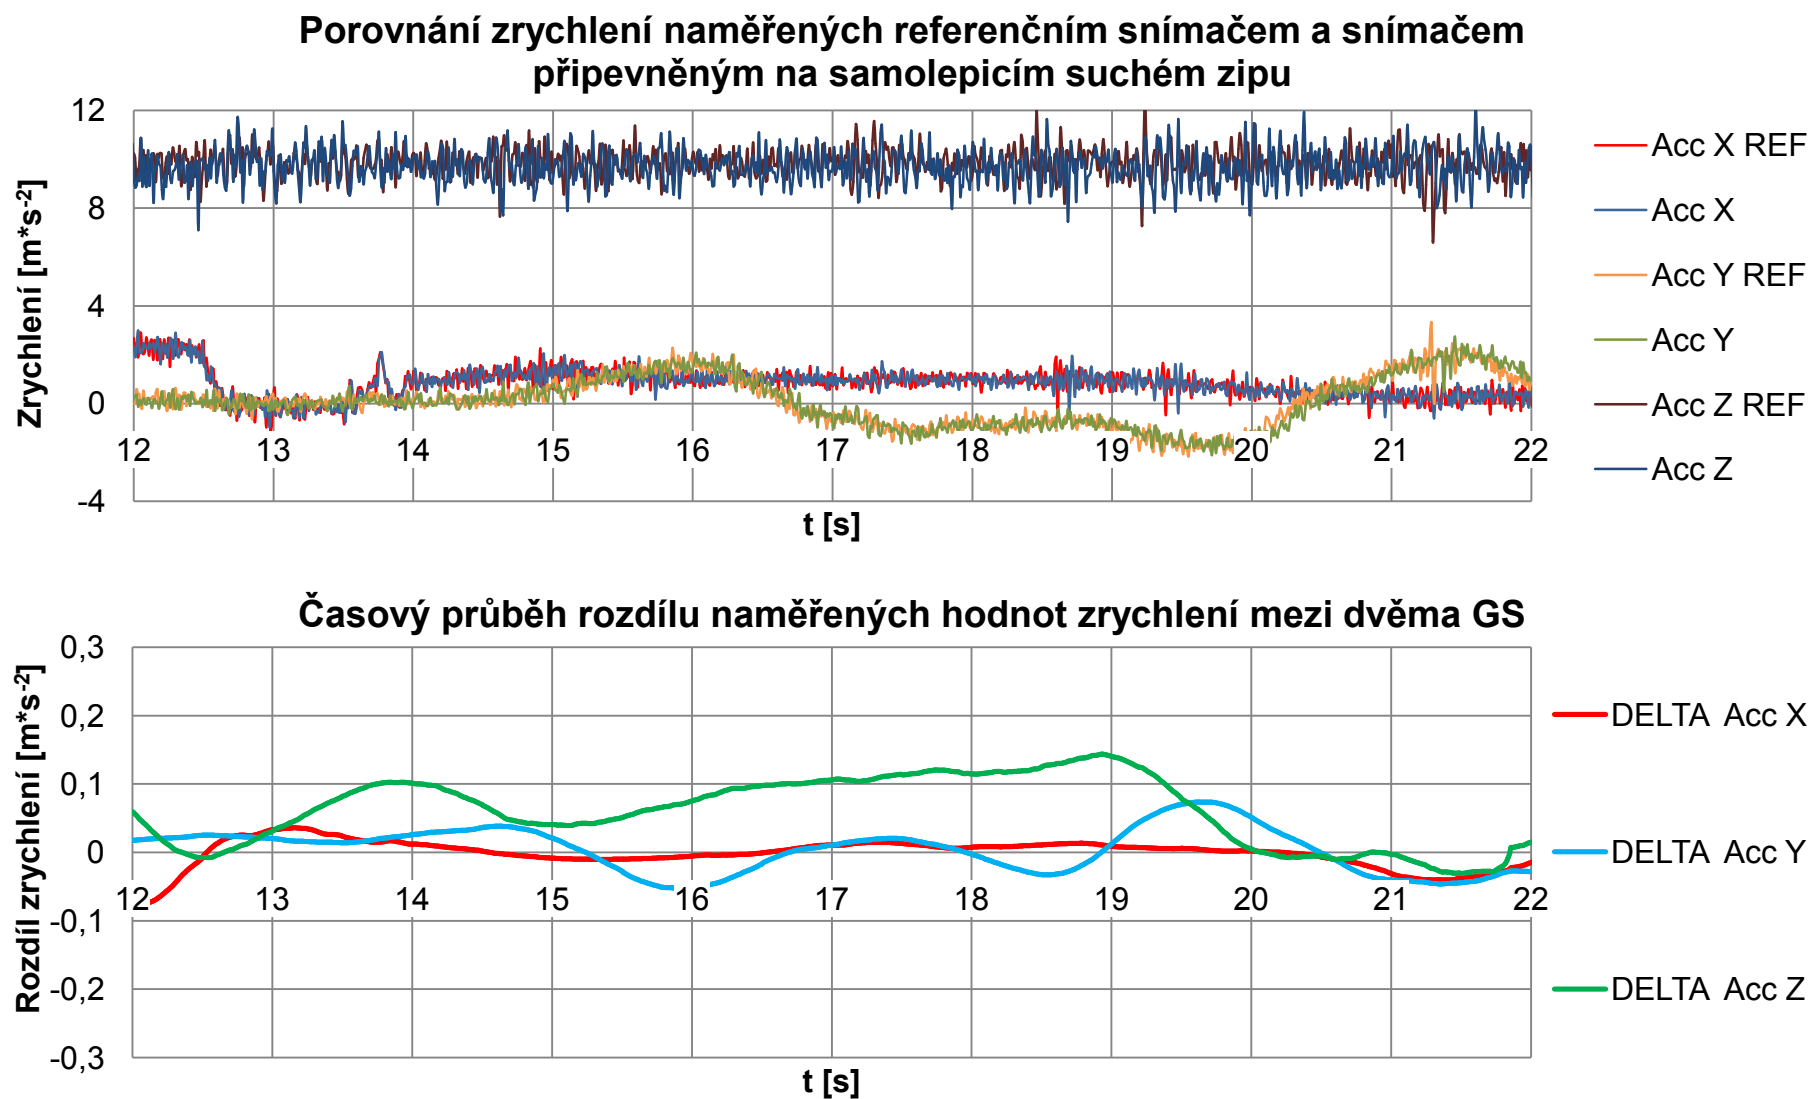 Porovnání zrychlení naměřených referenčním snímačem a snímačem
připevněným na samolepicím suchém zipu
Zrychlení [m*s-2]
12
8
4
0
-4
12 13 14 15 16 17 18 19 20 21 22
t [s]
Acc X REF
Acc X
Acc Y REF
Acc Y
Acc Z REF
Acc Z
Časový průběh rozdílu naměřených hodnot zrychlení mezi dvěma GS
Rozdíl zrychlení [m*s-2]
0,3
0,2
0,1
0
-0,1
-0,2
-0,3
12 13 14 15 16 17 18 19 20 21 22
t [s]
DELTA Acc X
DELTA Acc Y
DELTA Acc Z